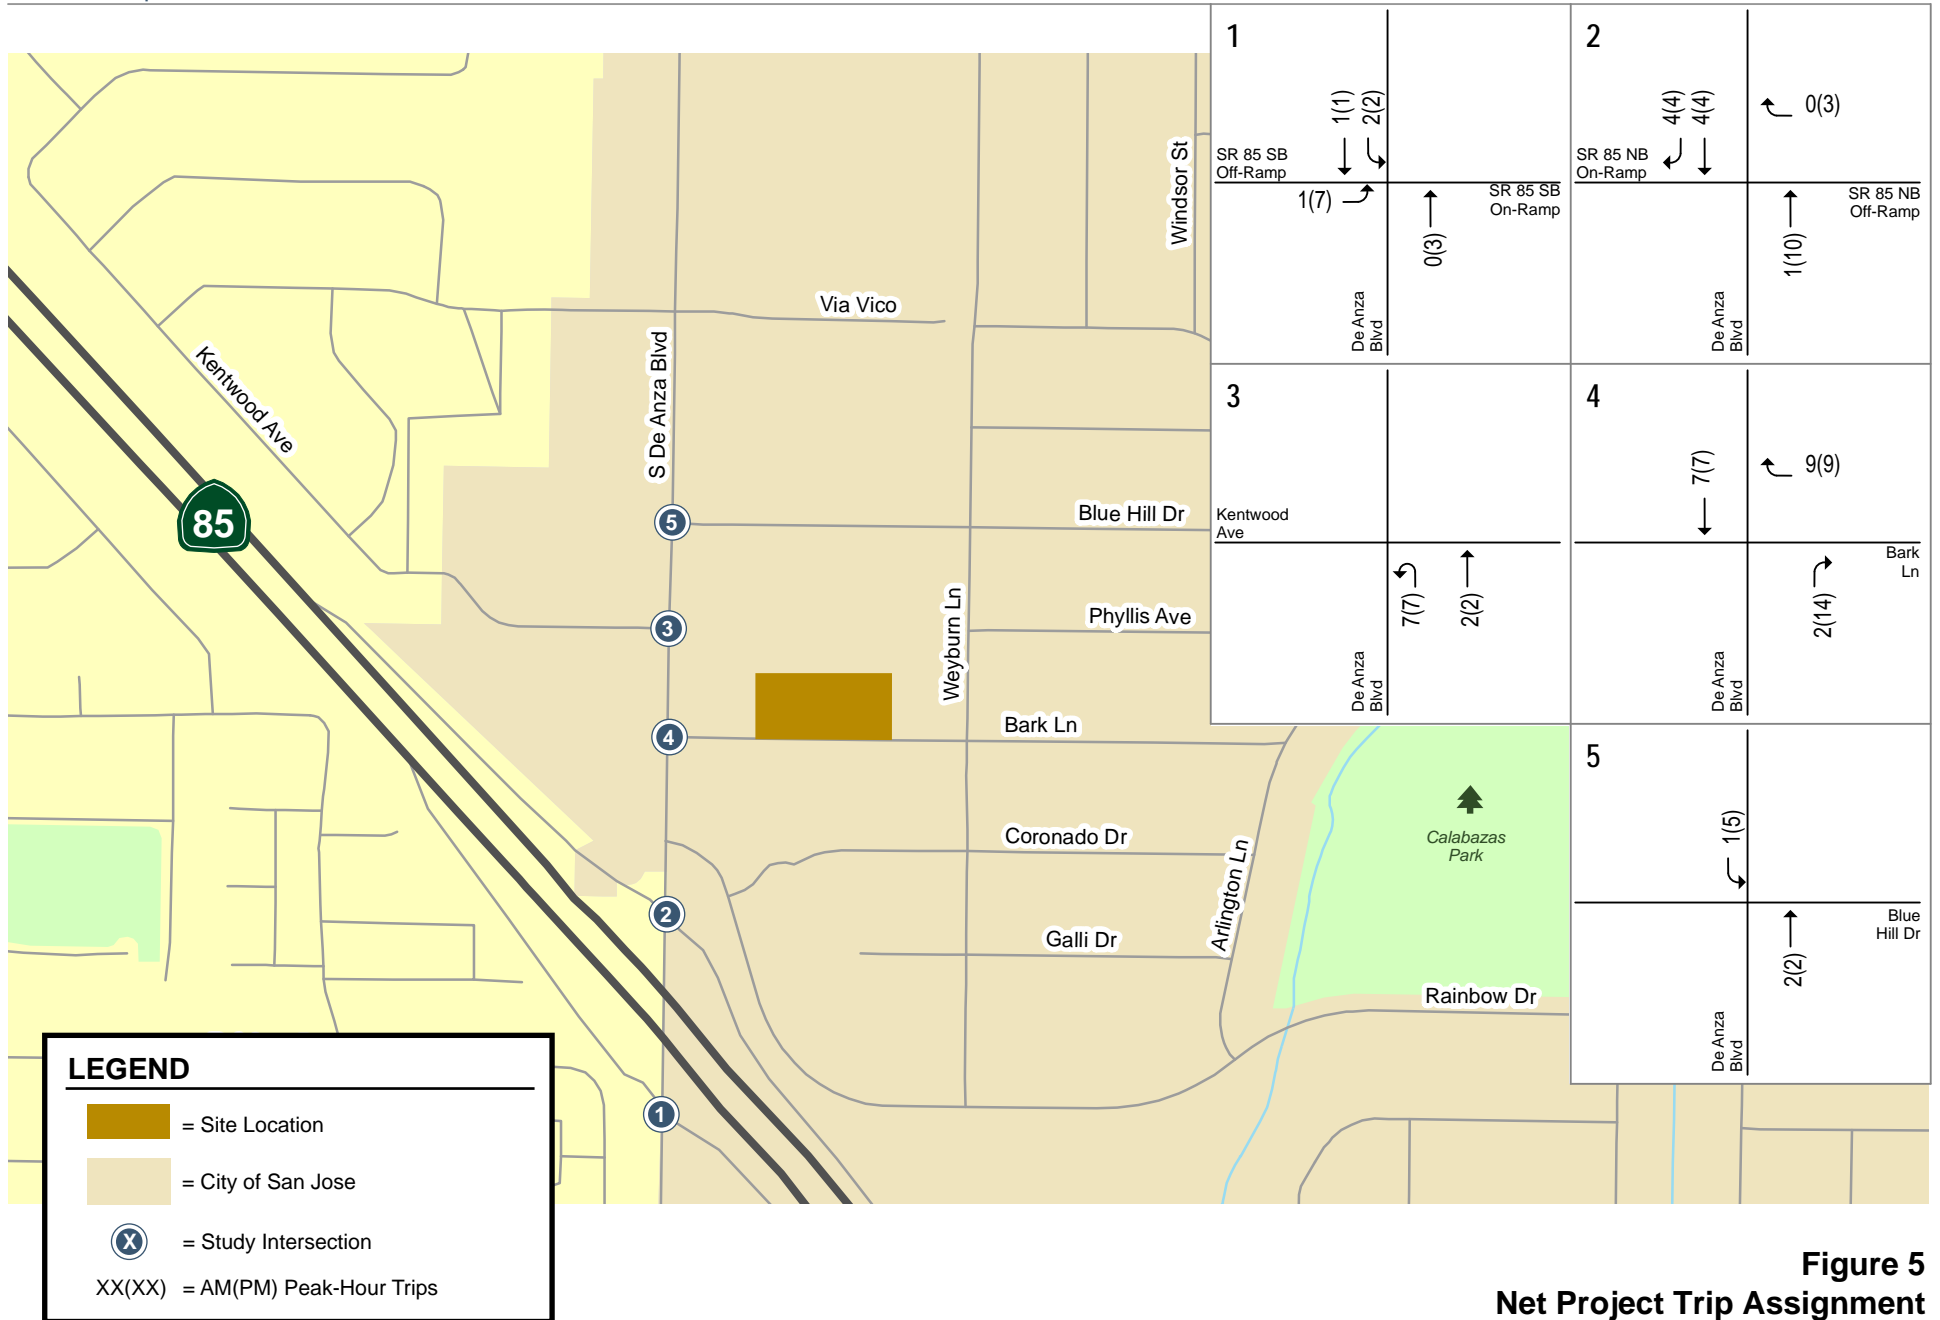 1
1(1)
2(2)
SR 85 SB
Off-Ramp
1(7)
SR 85 SB
On-Ramp
0(3)
De Anza
Blvd
2
4(4)
4(4)
0(3)
SR 85 NB
On-Ramp
SR 85 NB
Off-Ramp
1(10)
De Anza
Blvd
3
Kentwood
Ave
7(7)
2(2)
De Anza
Blvd
4
7(7)
9(9)
Bark
Ln
2(14)
De Anza
Blvd
5
1(5)
Blue
Hill Dr
2(2)
De Anza
Blvd
Windsor St
Via Vico
Kentwood Ave
S De Anza Blvd
85
5
Blue Hill Dr
3
Phyllis Ave
Weyburn Ln
4
Bark Ln
Coronado Dr
Arlington Ln
Calabazas
Park
2
Galli Dr
Rainbow Dr
1
LEGEND
= Site Location
= City of San Jose
X = Study Intersection
XX(XX) = AM(PM) Peak-Hour Trips
Figure 5
Net Project Trip Assignment